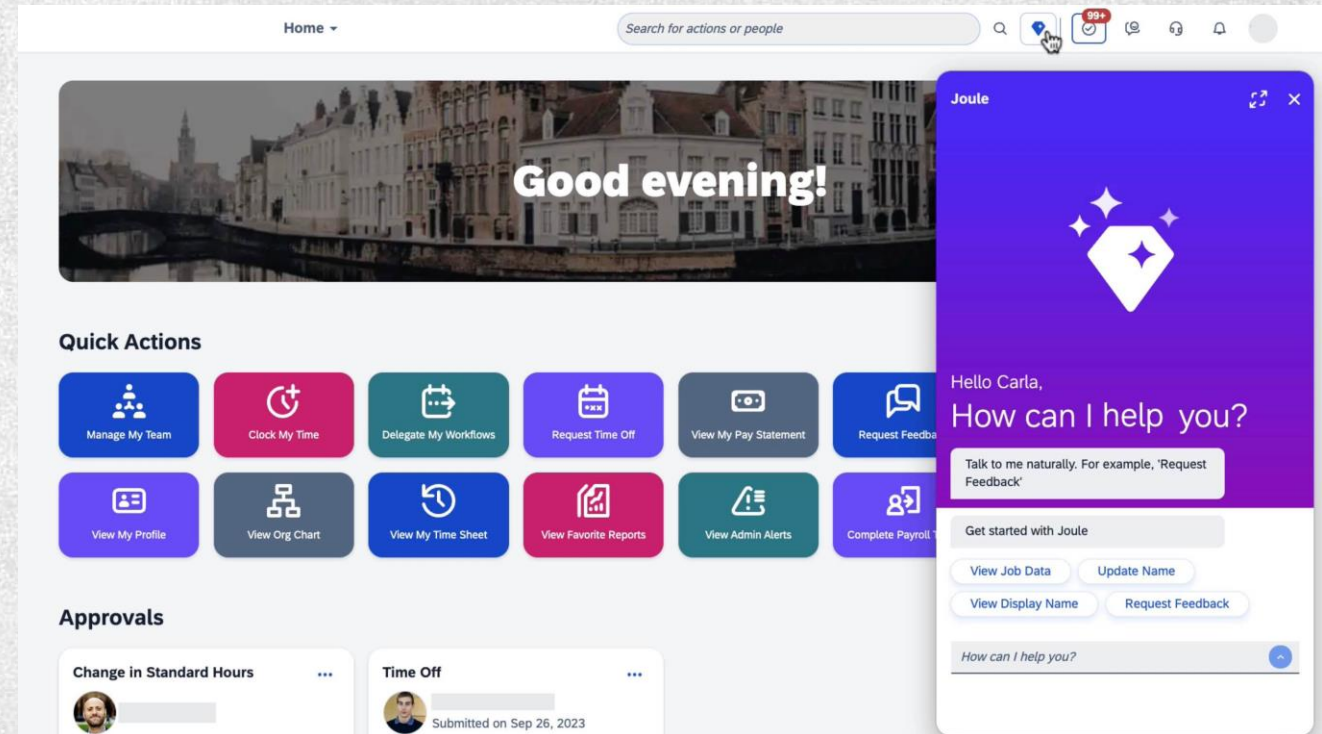 Home
Search for actions or people
99+
Good evening!
Joule
Hello Carla,
How can I help you?
Talk to me naturally. For example, 'Request
Feedback'
Get started with Joule
View Job Data
Update Name
View Display Name
Request Feedback
How can I help you?
Quick Actions
Manage My Team
Clock My Time
Delegate My Workflows
Request Time Off
View My Pay Statement
Request Feedba
View My Profile
View Org Chart
View My Time Sheet
View Favorite Reports
View Admin Alerts
Complete Payroll T
Approvals
Change in Standard Hours
Time Off
Submitted on Sep 26, 2023